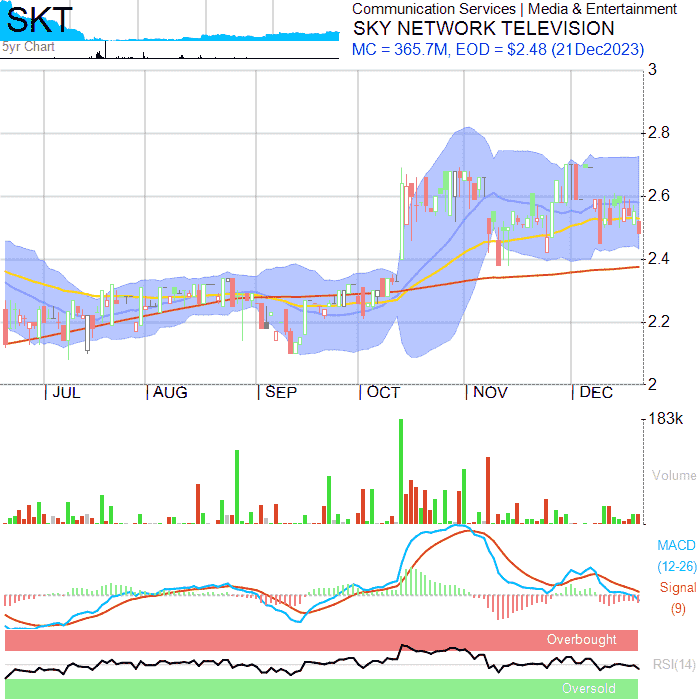 SKT
5yr Chart
Communication Services | Media & Entertainment
SKY NETWORK TELEVISION
MC = 365.7M, EOD = $2.48 (21Dec2023)
3
2.8
2.6
2.4
2.2
2
JUL AUG SEP OCT NOV DEC
183k
Volume
MACD
(12-26)
Signal
(9)
Overbought
RSI(14)
Oversold